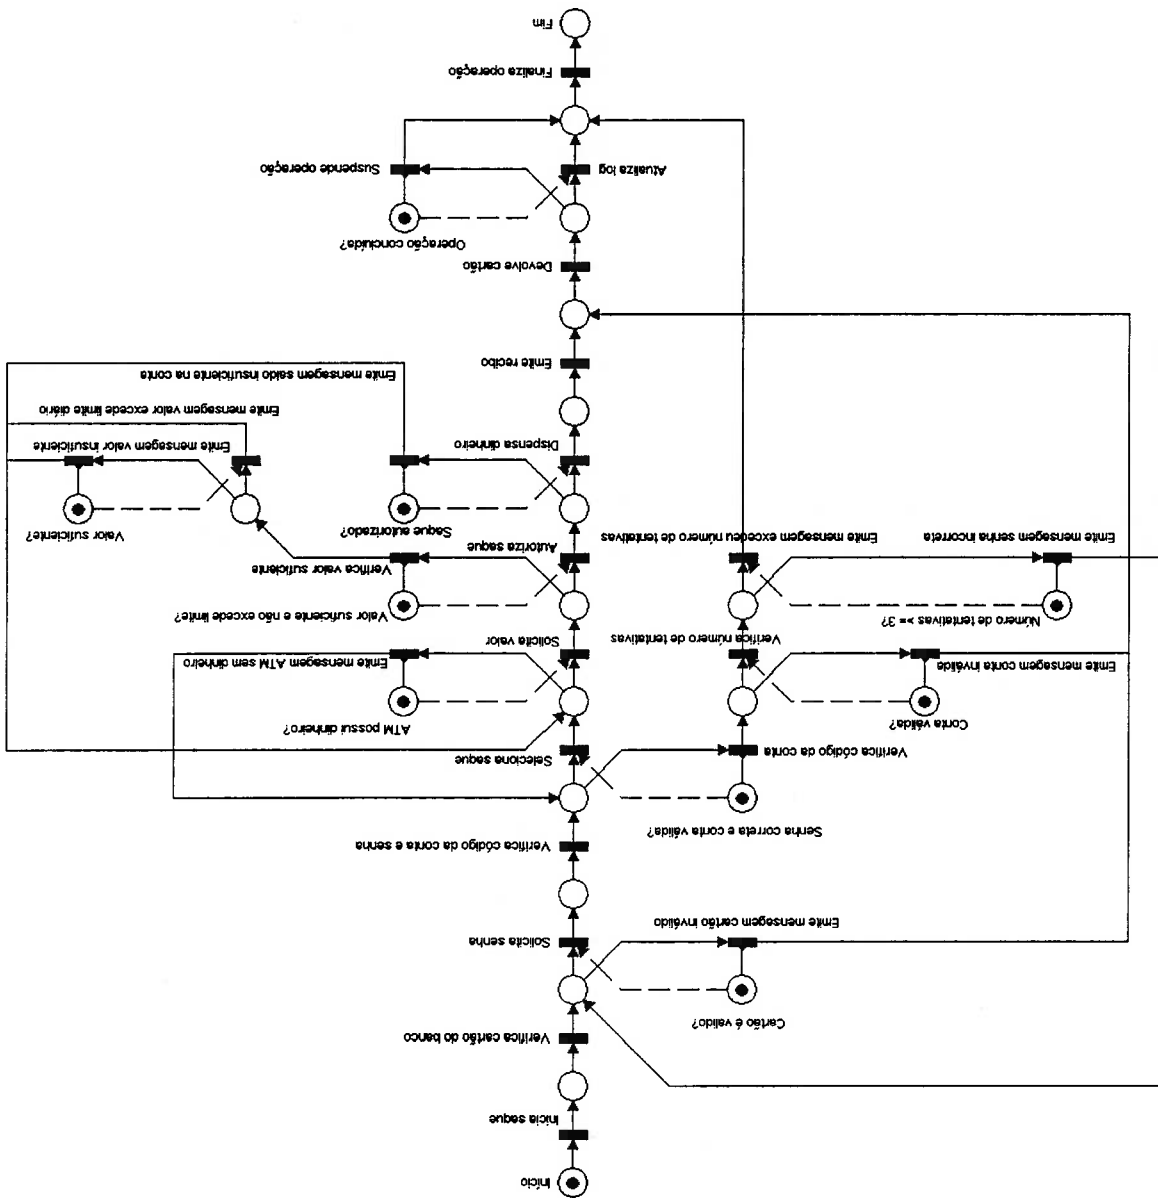 Início
Inicia saque
Verifica cartão do banco
Cartão é valido?
Solicita senha
Emite mensagem cartão inválido
Verifica código da conta e senha
Senha correta e conta válida?
Seleciona saque
Verifica código da conta
ATM possui dinheiro?
Conta válida?
Solicita valor
Emite mensagem ATM sem dinheiro
Verifica número de tentativas
Emite mensagem conta inválida
Valor suficiente e não excede limite?
Número de tentativas >= 3?
Autoriza saque
Verifica valor suficiente
Emite mensagem excedeu número de tentativas
Emite mensagem senha incorreta
Saque autorizado?
Valor suficiente?
Dispensa dinheiro
Emite mensagem valor insuficiente
Emite mensagem valor excede limite diário
Emite mensagem saldo insuficiente na conta
Emite recibo
Devolve cartão
Operação concluída?
Atualiza log
Suspende operação
Finaliza operação
Fim